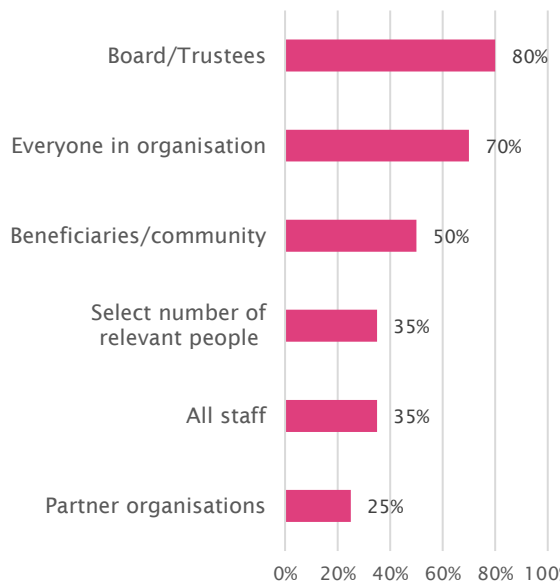 Board/Trustees 80%
Everyone in organisation 70%
Beneficiaries/community 50%
Select number of
relevant people 35%
All staff 35%
Partner organisations 25%
0% 20% 40% 60% 80% 100